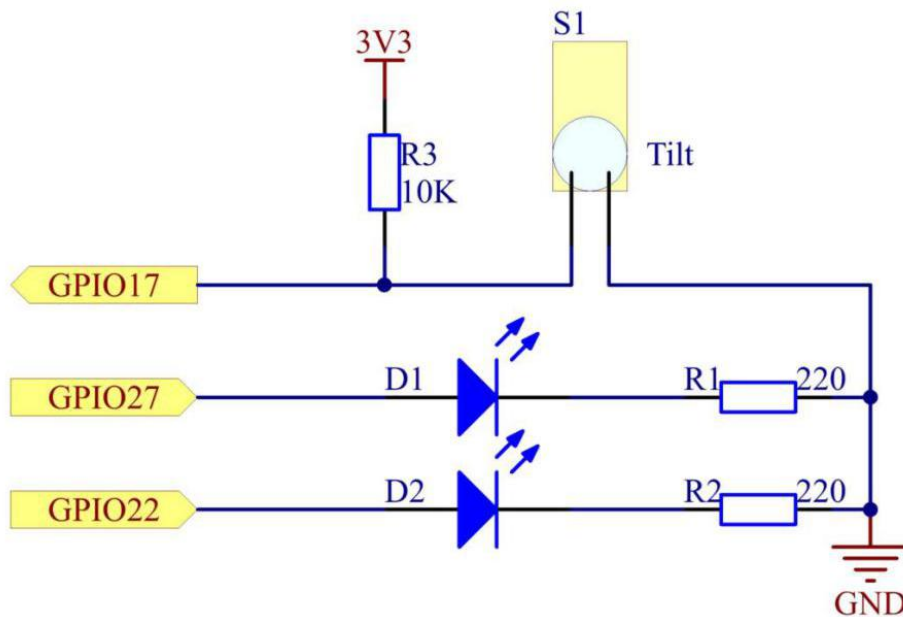 S1
3V3
R3
10K
Tilt
GPIO17
GPIO27
D1
R1
220
GPIO22
D2
R2
220
GND